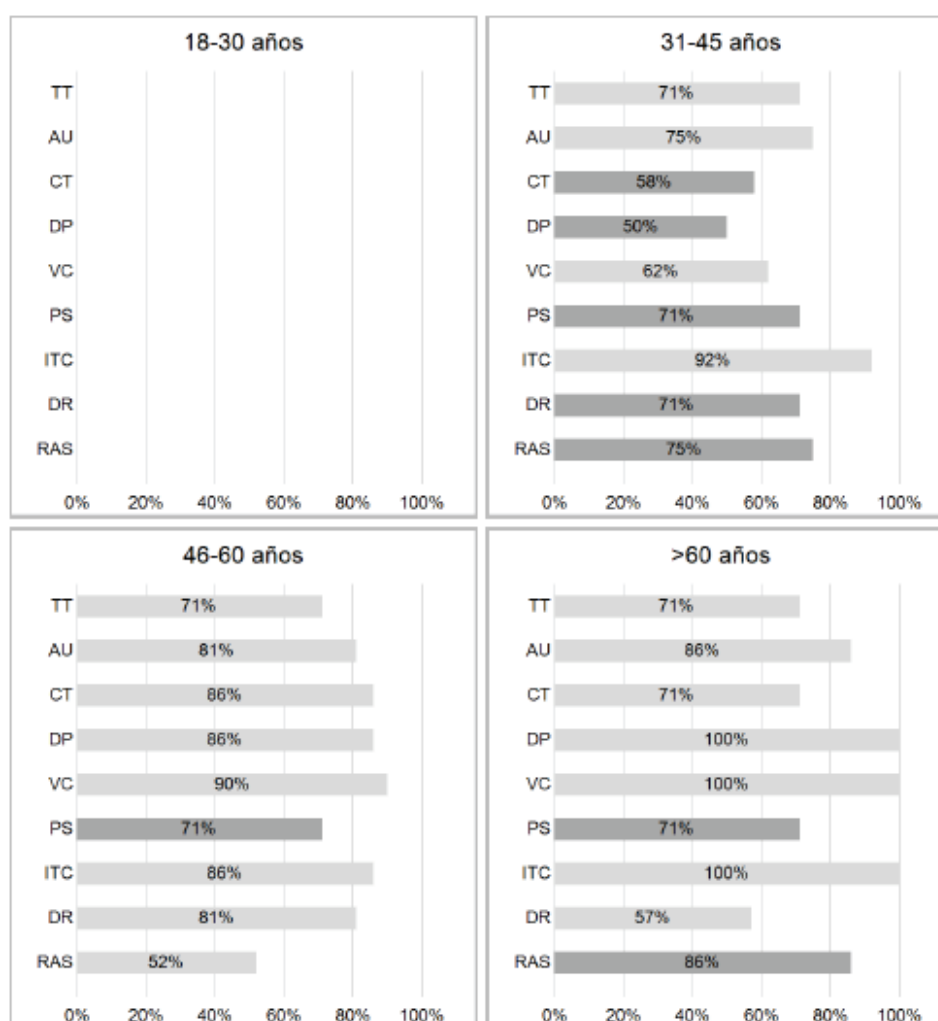 18-30 años
TT
AU
CT
DP
VC
PS
ITC
DR
RAS
0% 20% 40% 60% 80% 100%
31-45 años
TT 71%
AU 75%
CT 58%
DP 50%
VC 62%
PS 71%
ITC 92%
DR 71%
RAS 75%
0% 20% 40% 60% 80% 100%
46-60 años
TT 71%
AU 81%
CT 86%
DP 86%
VC 90%
PS 71%
ITC 86%
DR 81%
RAS 52%
0% 20% 40% 60% 80% 100%
>60 años
TT 71%
AU 86%
CT 71%
DP 100%
VC 100%
PS 71%
ITC 100%
DR 57%
RAS 86%
0% 20% 40% 60% 80% 100%